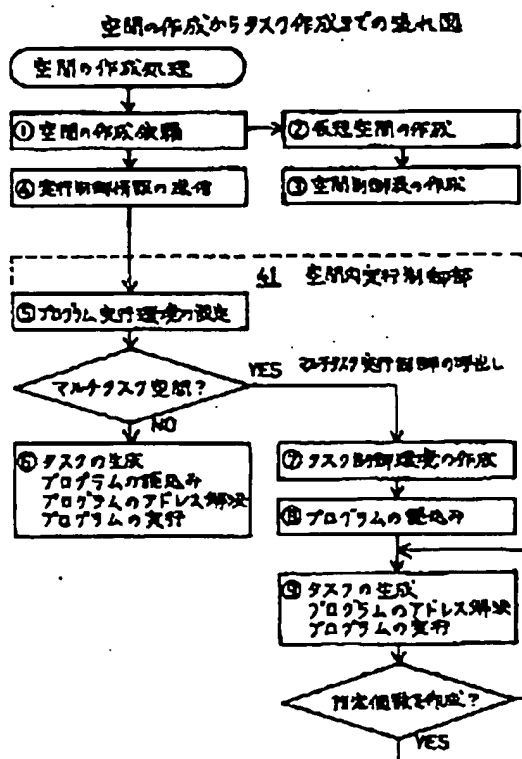 空間の作成からタスク作成までの流れ図
空間の作成処理
①空間の作成依頼
②仮想空間の作成
③空間制御表の作成
④実行制御情報の送信
41 空間内実行制御部
⑤プログラム実行環境の設定
マルチタスク空間?
YES
マルチタスク実行制御部の呼出し
NO
⑥タスクの生成
プログラムの読込み
プログラムのアドレス解決
プログラムの実行
⑦タスク制御環境の作成
⑧プログラムの読込み
⑨タスクの生成
プログラムのアドレス解決
プログラムの実行
指定個数を作成?
YES